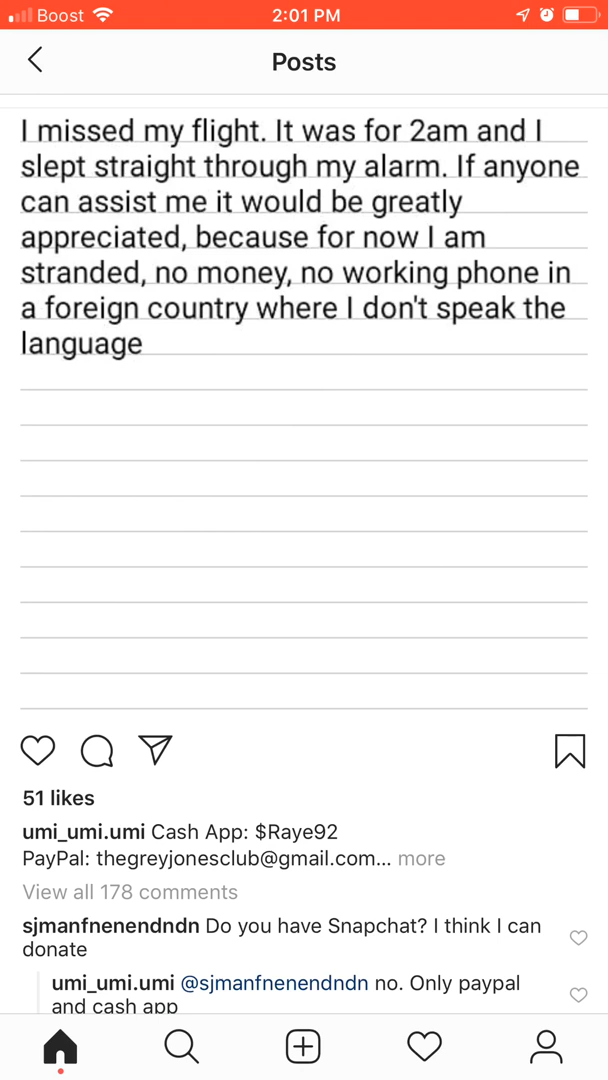 Boost 2:01 PM
Posts
I missed my flight. It was for 2am and I
slept straight through my alarm. If anyone
can assist me it would be greatly
appreciated, because for now I am
stranded, no money, no working phone in
a foreign country where I don't speak the
language
51 likes
umi_umi.umi Cash App: $Raye92
PayPal: thegreyjonesclub@gmail.com... more
View all 178 comments
sjmanfnenendndn Do you have Snapchat? I think I can
donate
umi_umi.umi @sjmanfnenendndn no. Only paypal
and cash app